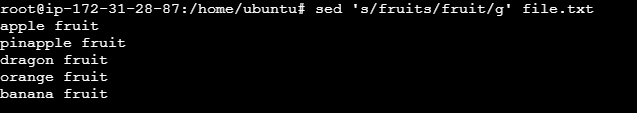 root@ip-172-31-28-87:/home/ubuntu# sed 's/fruits/fruit/g' file.txt
apple fruit
pinapple fruit
dragon fruit
orange fruit
banana fruit